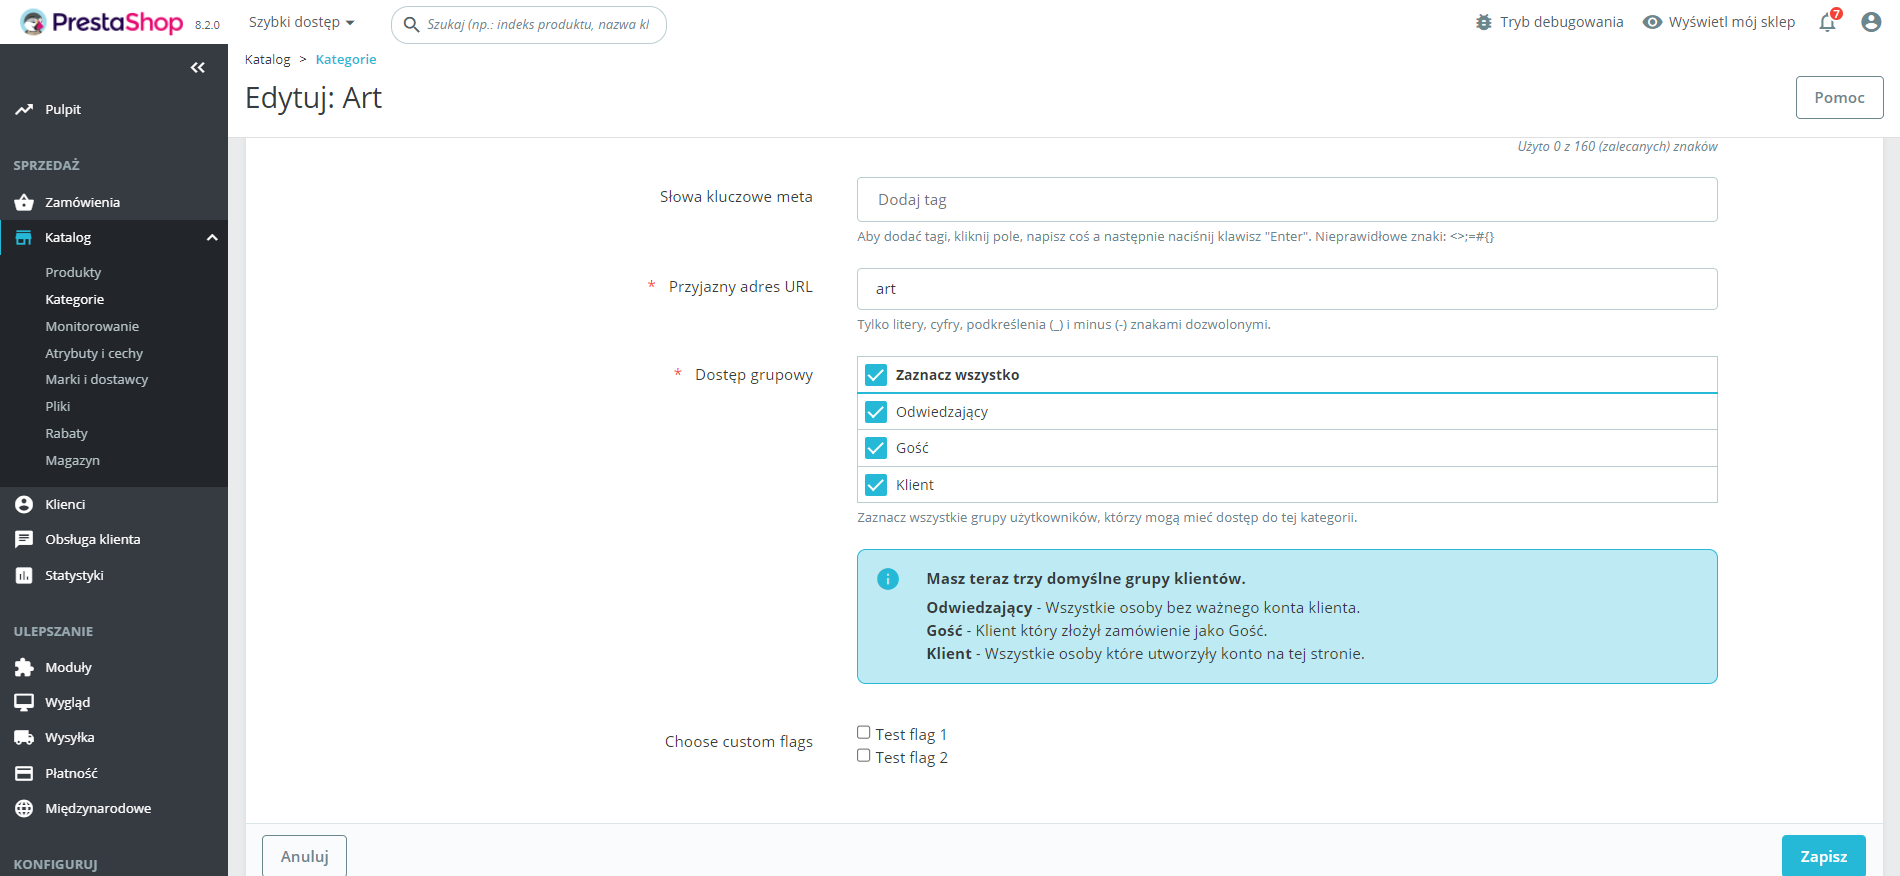 PrestaShop 8.2.0
Szybki dostęp
Szukaj (np.: indeks produktu, nazwa kl
Tryb debugowania
Wyświetl mój sklep
7
Katalog > Kategorie
Edytuj: Art
Pomoc
Pulpit
SPRZEDAŻ
Zamówienia
Katalog
Produkty
Kategorie
Monitorowanie
Atrybuty i cechy
Marki i dostawcy
Pliki
Rabaty
Magazyn
Klienci
Obsługa klienta
Statystyki
ULEPSZANIE
Moduły
Wygląd
Wysyłka
Płatność
Międzynarodowe
KONFIGURUJ
Użyto 0 z 160 (zalecanych) znaków
Słowa kluczowe meta
Dodaj tag
Aby dodać tagi, kliknij pole, napisz coś a następnie naciśnij klawisz "Enter". Nieprawidłowe znaki: <>;=#{}
* Przyjazny adres URL
art
Tylko litery, cyfry, podkreślenia (_) i minus (-) znakami dozwolonymi.
* Dostęp grupowy
Zaznacz wszystko
Odwiedzający
Gość
Klient
Zaznacz wszystkie grupy użytkowników, którzy mogą mieć dostęp do tej kategorii.
Masz teraz trzy domyślne grupy klientów.
Odwiedzający - Wszystkie osoby bez ważnego konta klienta.
Gość - Klient który złożył zamówienie jako Gość.
Klient - Wszystkie osoby które utworzyły konto na tej stronie.
Choose custom flags
Test flag 1
Test flag 2
Anuluj
Zapisz